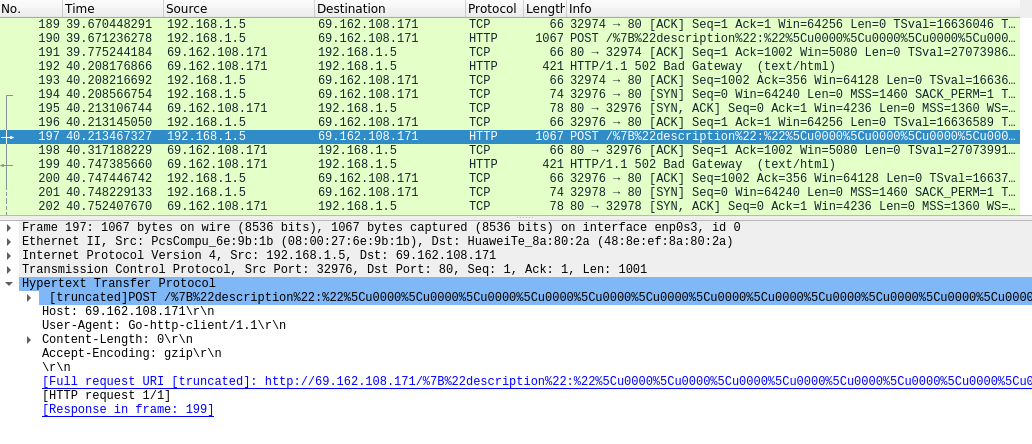 No. Time Source Destination Protocol Length Info
189 39.670448291 192.168.1.5 69.162.108.171 TCP 66 32974 → 80 [ACK] Seq=1 Ack=1 Win=64256 Len=0 TSval=16636046 T…
190 39.671236278 192.168.1.5 69.162.108.171 HTTP 1067 POST /%7B%22description%22:%22%5Cu0000%5Cu0000%5Cu0000%5Cu000…
191 39.775244184 69.162.108.171 192.168.1.5 TCP 66 80 → 32974 [ACK] Seq=1 Ack=1002 Win=5080 Len=0 TSval=27073986…
192 40.208176866 69.162.108.171 192.168.1.5 HTTP 421 HTTP/1.1 502 Bad Gateway  (text/html)
193 40.208216692 192.168.1.5 69.162.108.171 TCP 66 32974 → 80 [ACK] Seq=1002 Ack=356 Win=64128 Len=0 TSval=16636…
194 40.208566754 192.168.1.5 69.162.108.171 TCP 74 32976 → 80 [SYN] Seq=0 Win=64240 Len=0 MSS=1460 SACK_PERM=1 T…
195 40.213106744 69.162.108.171 192.168.1.5 TCP 78 80 → 32976 [SYN, ACK] Seq=0 Ack=1 Win=4236 Len=0 MSS=1360 WS=…
196 40.213145050 192.168.1.5 69.162.108.171 TCP 66 32976 → 80 [ACK] Seq=1 Ack=1 Win=64256 Len=0 TSval=16636589 T…
197 40.213467327 192.168.1.5 69.162.108.171 HTTP 1067 POST /%7B%22description%22:%22%5Cu0000%5Cu0000%5Cu0000%5Cu000…
198 40.317188229 69.162.108.171 192.168.1.5 TCP 66 80 → 32976 [ACK] Seq=1 Ack=1002 Win=5080 Len=0 TSval=27073991…
199 40.747385660 69.162.108.171 192.168.1.5 HTTP 421 HTTP/1.1 502 Bad Gateway  (text/html)
200 40.747446742 192.168.1.5 69.162.108.171 TCP 66 32976 → 80 [ACK] Seq=1002 Ack=356 Win=64128 Len=0 TSval=16637…
201 40.748229133 192.168.1.5 69.162.108.171 TCP 74 32978 → 80 [SYN] Seq=0 Win=64240 Len=0 MSS=1460 SACK_PERM=1 T…
202 40.752407670 69.162.108.171 192.168.1.5 TCP 78 80 → 32978 [SYN, ACK] Seq=0 Ack=1 Win=4236 Len=0 MSS=1360 WS=…
Frame 197: 1067 bytes on wire (8536 bits), 1067 bytes captured (8536 bits) on interface enp0s3, id 0
Ethernet II, Src: PcsCompu_6e:9b:1b (08:00:27:6e:9b:1b), Dst: HuaweiTe_8a:80:2a (48:8e:ef:8a:80:2a)
Internet Protocol Version 4, Src: 192.168.1.5, Dst: 69.162.108.171
Transmission Control Protocol, Src Port: 32976, Dst Port: 80, Seq: 1, Ack: 1, Len: 1001
Hypertext Transfer Protocol
[truncated]POST /%7B%22description%22:%22%5Cu0000%5Cu0000%5Cu0000%5Cu0000%5Cu0000%5Cu0000%5Cu0000%5Cu0000%5Cu0000%5Cu0000%5Cu0000%5Cu0000
Host: 69.162.108.171\r\n
User-Agent: Go-http-client/1.1\r\n
Content-Length: 0\r\n
Accept-Encoding: gzip\r\n
\r\n
[Full request URI [truncated]: http://69.162.108.171/%7B%22description%22:%22%5Cu0000%5Cu0000%5Cu0000%5Cu0000%5Cu0000%5Cu0000%5Cu0000%5Cu0
[HTTP request 1/1]
[Response in frame: 199]